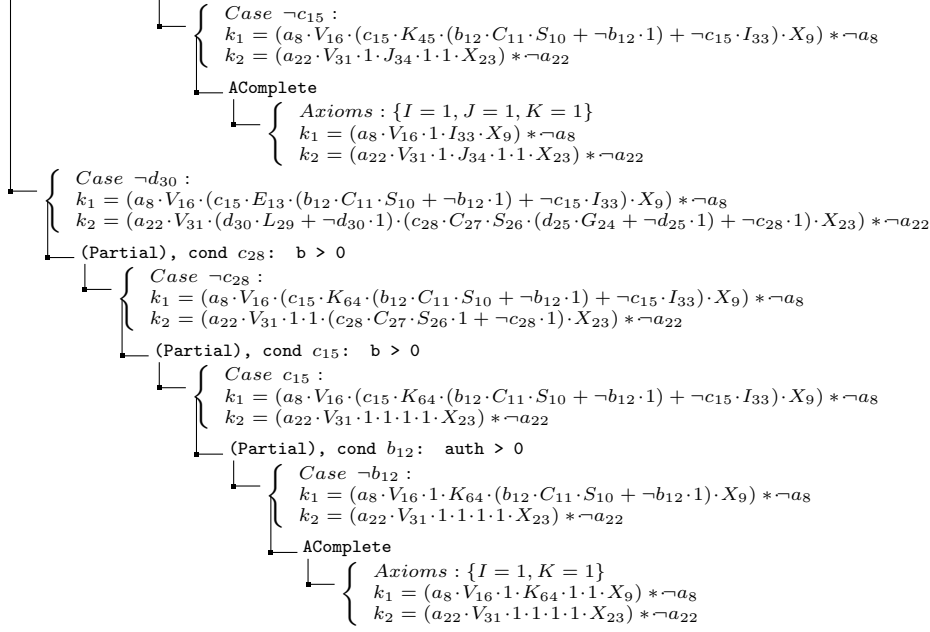 Case ¬c₁₅ :
k₁ = (a₈·V₁₆·(c₁₅·K₄₅·(b₁₂·C₁₁·S₁₀ + ¬b₁₂·1) + ¬c₁₅·I₃₃)·X₉) ∗·¬a₈
k₂ = (a₂₂·V₃₁·1·J₃₄·1·1·X₂₃) ∗·¬a₂₂
AComplete
Axioms : {I = 1, J = 1, K = 1}
k₁ = (a₈·V₁₆·1·I₃₃·X₉) ∗·¬a₈
k₂ = (a₂₂·V₃₁·1·J₃₄·1·1·X₂₃) ∗·¬a₂₂
Case ¬d₃₀ :
k₁ = (a₈·V₁₆·(c₁₅·E₁₃·(b₁₂·C₁₁·S₁₀ + ¬b₁₂·1) + ¬c₁₅·I₃₃)·X₉) ∗·¬a₈
k₂ = (a₂₂·V₃₁·(d₃₀·L₂₉ + ¬d₃₀·1)·(c₂₈·C₂₇·S₂₆·(d₂₅·G₂₄ + ¬d₂₅·1) + ¬c₂₈·1)·X₂₃) ∗·¬a₂₂
(Partial), cond c₂₈: b > 0
Case ¬c₂₈ :
k₁ = (a₈·V₁₆·(c₁₅·K₆₄·(b₁₂·C₁₁·S₁₀ + ¬b₁₂·1) + ¬c₁₅·I₃₃)·X₉) ∗·¬a₈
k₂ = (a₂₂·V₃₁·1·1·(c₂₈·C₂₇·S₂₆·1 + ¬c₂₈·1)·X₂₃) ∗·¬a₂₂
(Partial), cond c₁₅: b > 0
Case c₁₅ :
k₁ = (a₈·V₁₆·(c₁₅·K₆₄·(b₁₂·C₁₁·S₁₀ + ¬b₁₂·1) + ¬c₁₅·I₃₃)·X₉) ∗·¬a₈
k₂ = (a₂₂·V₃₁·1·1·1·1·X₂₃) ∗·¬a₂₂
(Partial), cond b₁₂: auth > 0
Case ¬b₁₂ :
k₁ = (a₈·V₁₆·1·K₆₄·(b₁₂·C₁₁·S₁₀ + ¬b₁₂·1)·X₉) ∗·¬a₈
k₂ = (a₂₂·V₃₁·1·1·1·1·X₂₃) ∗·¬a₂₂
AComplete
Axioms : {I = 1, K = 1}
k₁ = (a₈·V₁₆·1·K₆₄·1·1·X₉) ∗·¬a₈
k₂ = (a₂₂·V₃₁·1·1·1·1·X₂₃) ∗·¬a₂₂